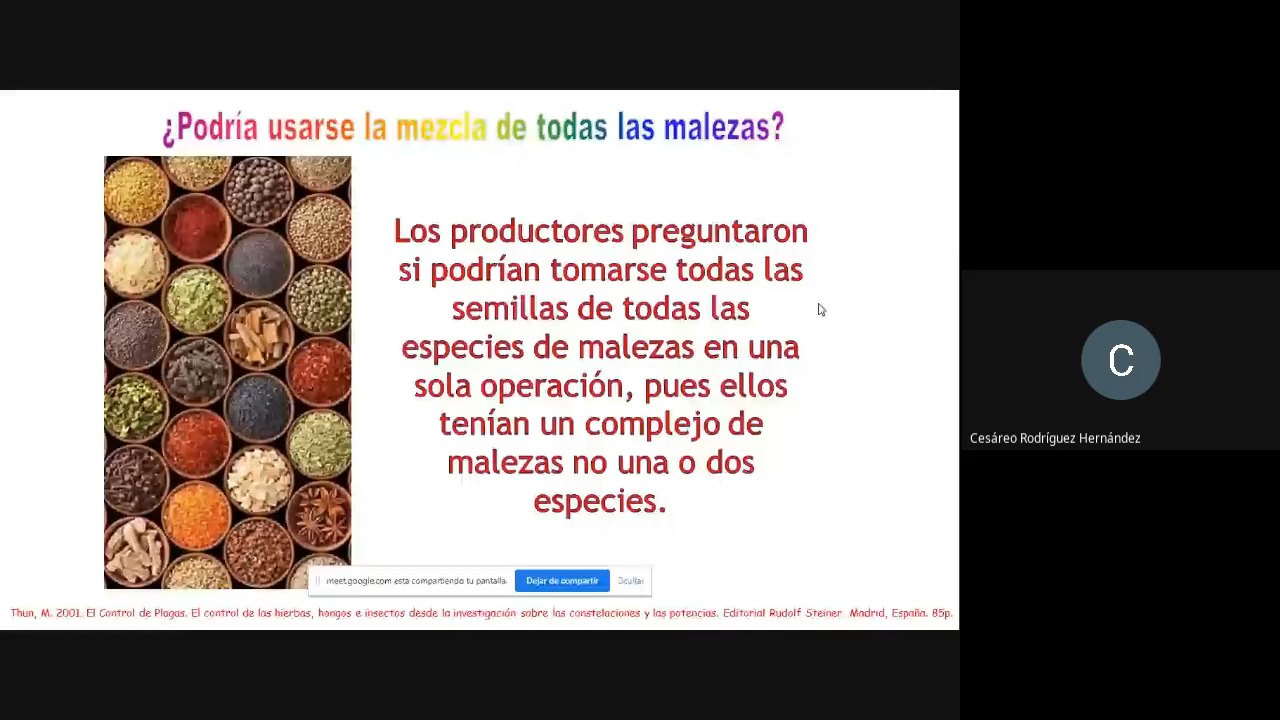 ¿Podría usarse la mezcla de todas las malezas?
Los productores preguntaron
si podrían tomarse todas las
semillas de todas las
especies de malezas en una
sola operación, pues ellos
tenían un complejo de
malezas no una o dos
especies.
meet.google.com está compartiendo tu pantalla.
Dejar de compartir
Ocultar
Thun, M. 2001. El Control de Plagas. El control de las hierbas, hongos e insectos desde la investigación sobre las constelaciones y las potencias. Editorial Rudolf Steiner. Madrid, España. 85p.
C
Cesáreo Rodríguez Hernández